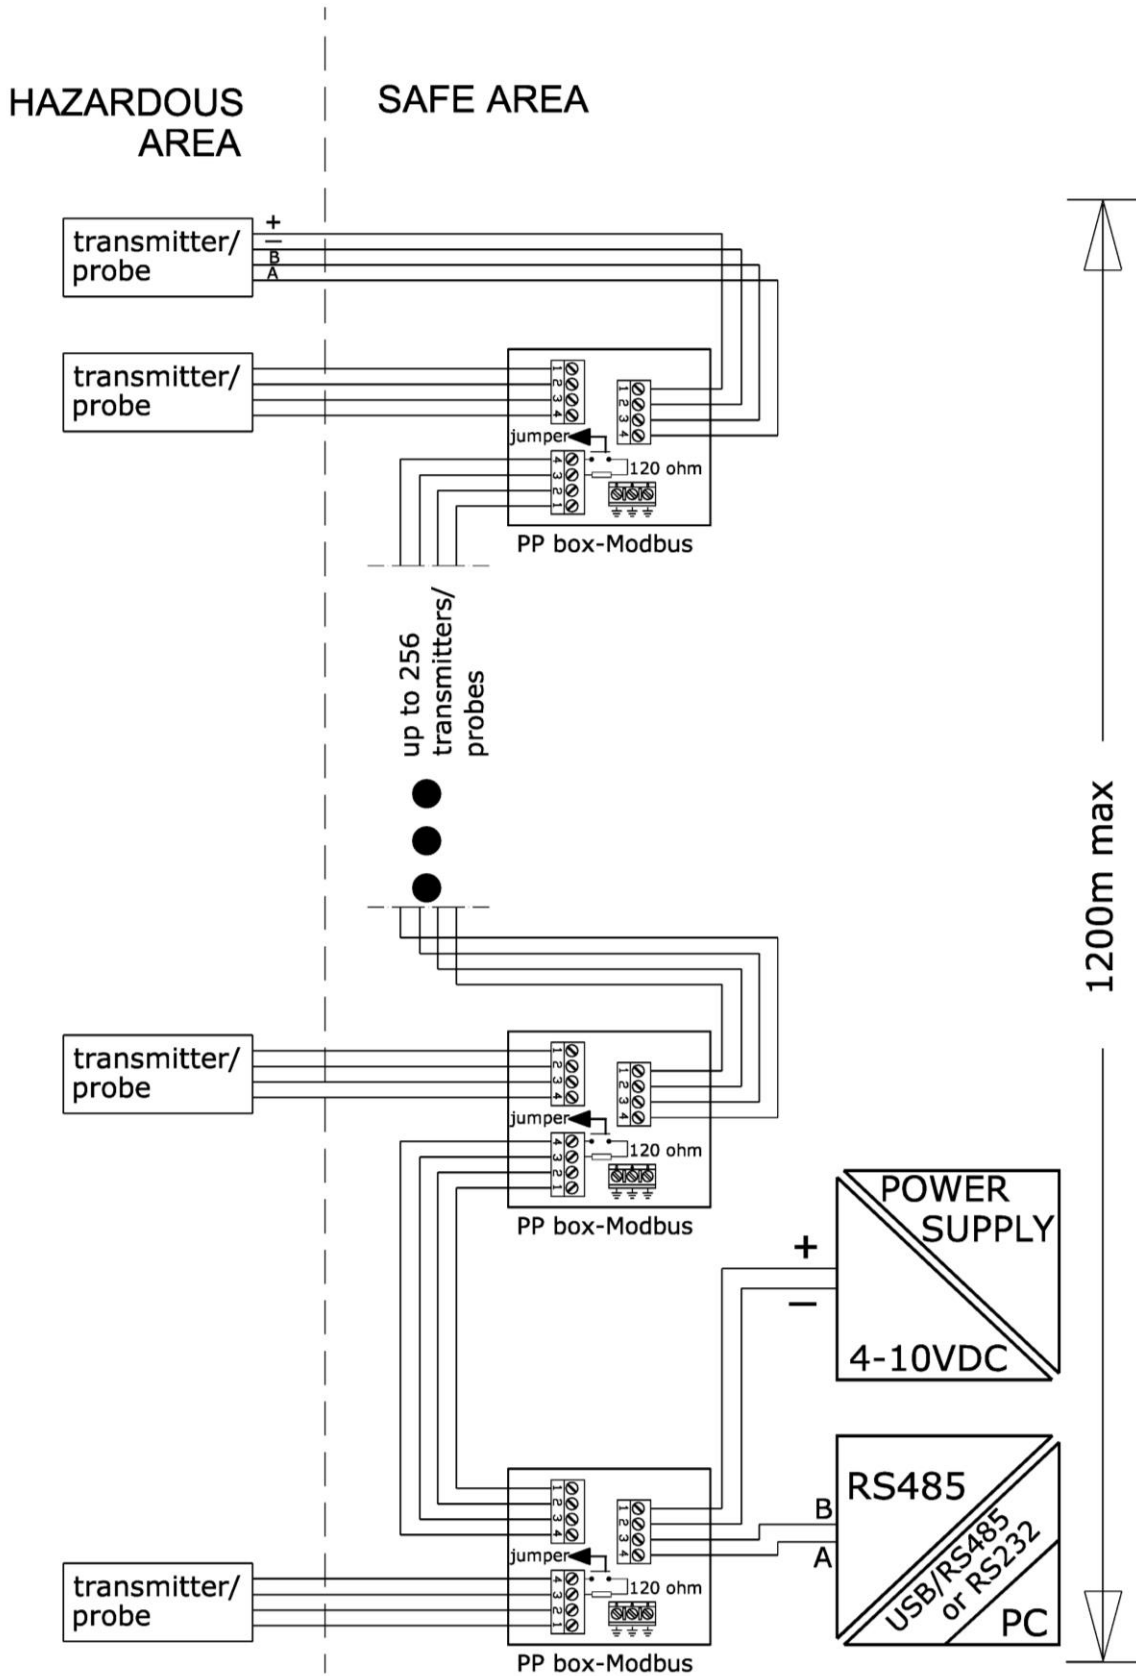 HAZARDOUS
AREA
SAFE AREA
transmitter/
probe
+
−
B
A
transmitter/
probe
1
2
3
4
1
2
3
4
jumper
4
3
2
1
120 ohm
PP box-Modbus
up to 256
transmitters/
probes
1200m max
transmitter/
probe
1
2
3
4
1
2
3
4
jumper
4
3
2
1
120 ohm
PP box-Modbus
POWER
SUPPLY
+
−
4-10VDC
1
2
3
4
1
2
3
4
jumper
4
3
2
1
120 ohm
PP box-Modbus
B
A
RS485
USB/RS485
or RS232
PC
transmitter/
probe